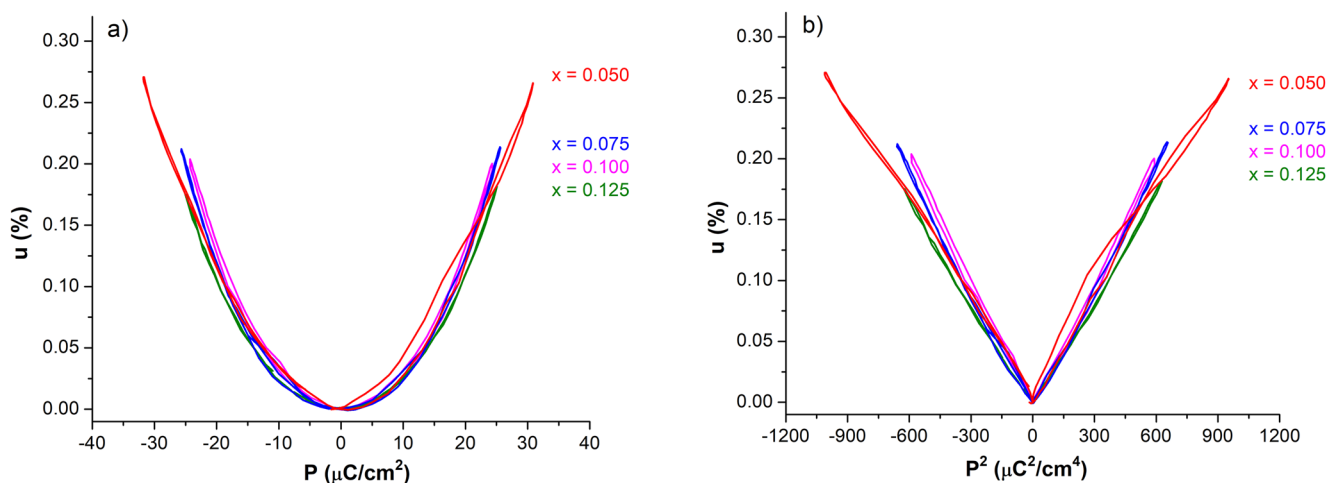 a)
u (%)
0.30
0.25
0.20
0.15
0.10
0.05
0.00
-40 -30 -20 -10 0 10 20 30 40
P (μC/cm²)
x = 0.050
x = 0.075
x = 0.100
x = 0.125
b)
u (%)
0.30
0.25
0.20
0.15
0.10
0.05
0.00
-1200 -900 -600 -300 0 300 600 900 1200
P² (μC²/cm⁴)
x = 0.050
x = 0.075
x = 0.100
x = 0.125